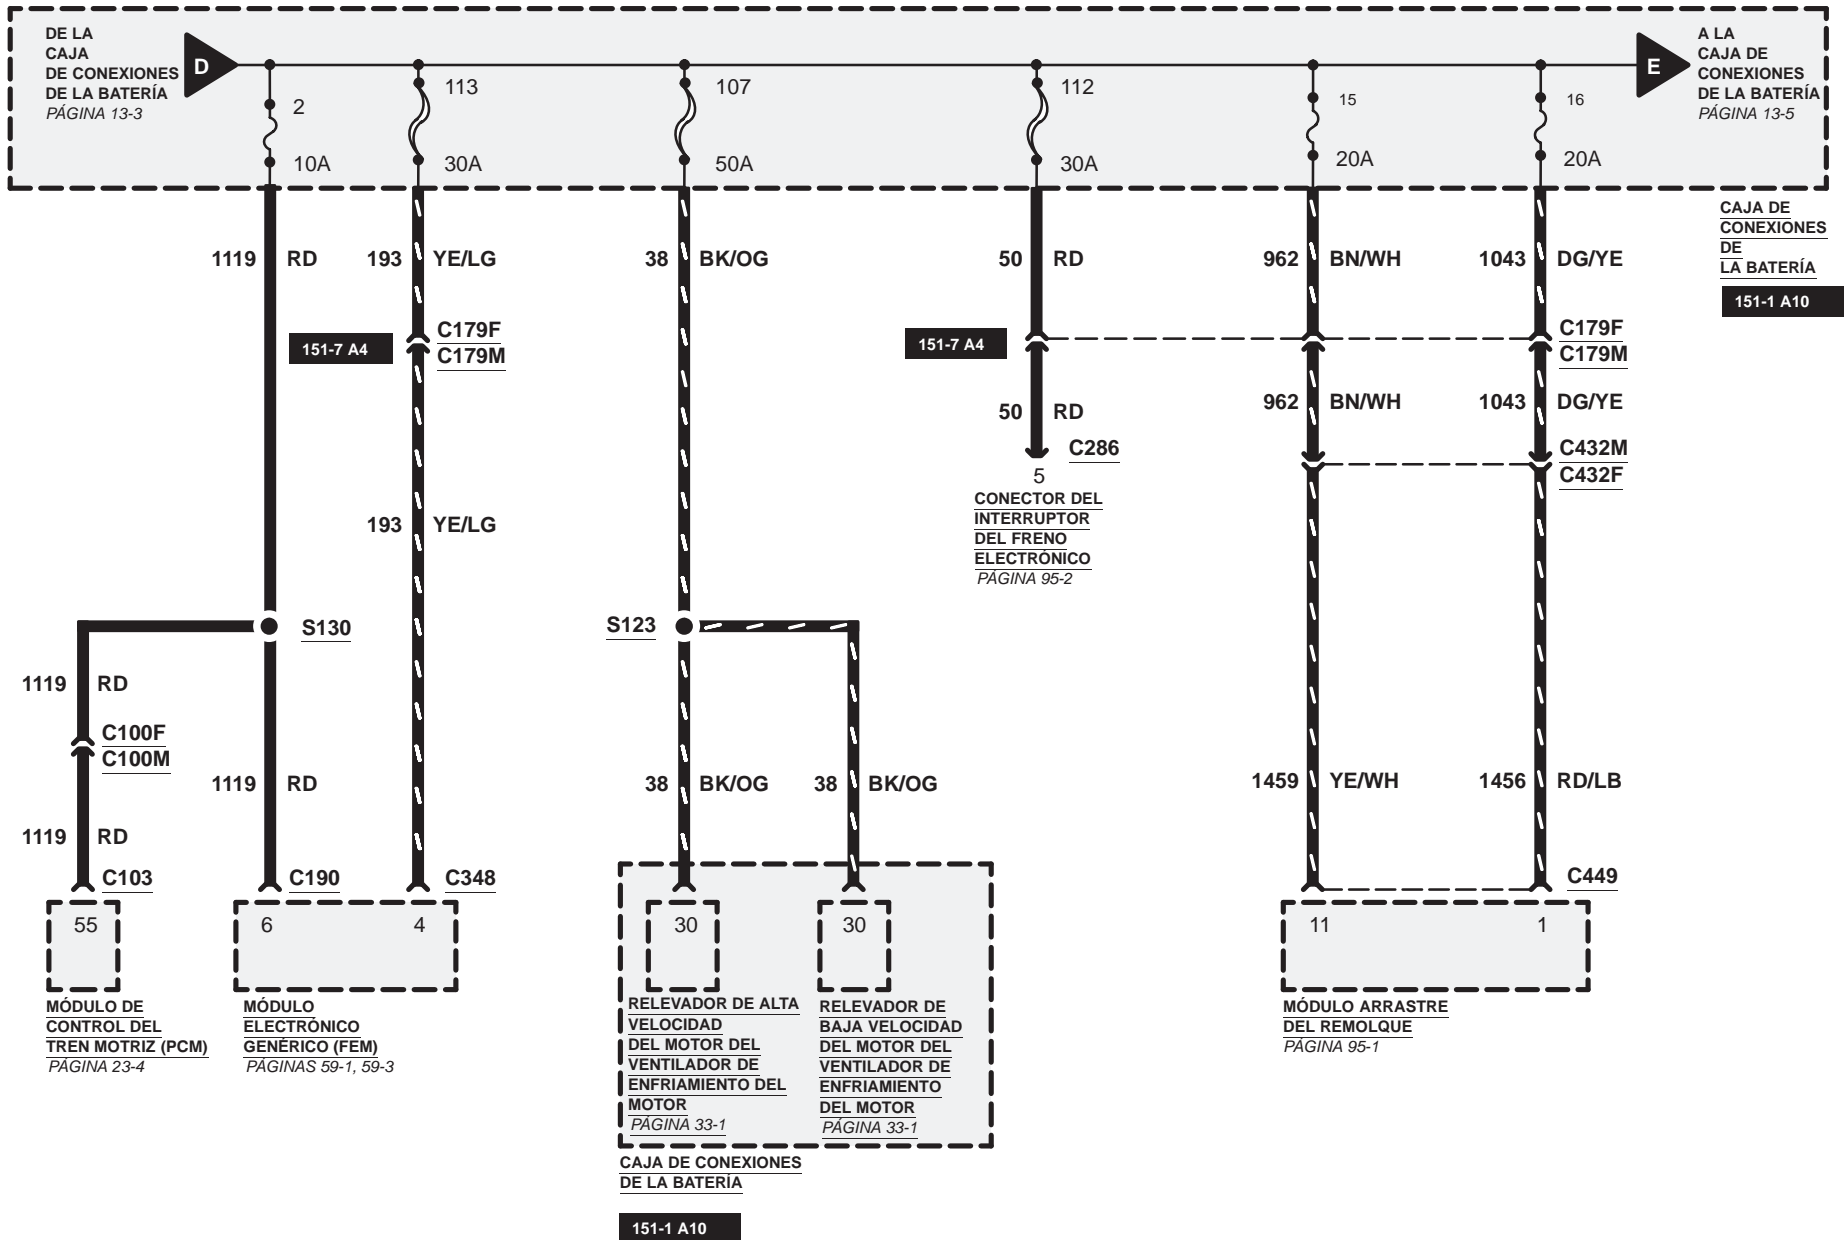 DE LA
CAJA
DE CONEXIONES
DE LA BATERÍA
PÁGINA 13-3
D
2
10A
113
30A
107
50A
112
30A
15
20A
16
20A
E
A LA
CAJA DE
CONEXIONES
DE LA BATERÍA
PÁGINA 13-5
CAJA DE
CONEXIONES
DE
LA BATERÍA
151-1 A10
1119 RD
193 YE/LG
38 BK/OG
50 RD
962 BN/WH
1043 DG/YE
151-7 A4
C179F
C179M
151-7 A4
C179F
C179M
50 RD
962 BN/WH
1043 DG/YE
C286
5
CONECTOR DEL
INTERRUPTOR
DEL FRENO
ELECTRÓNICO
PÁGINA 95-2
C432M
C432F
193 YE/LG
S130
S123
1119 RD
C100F
C100M
1119 RD
1119 RD
38 BK/OG
38 BK/OG
1459 YE/WH
1456 RD/LB
C103
C190
C348
C449
55
6
4
30
30
11
1
MÓDULO DE
CONTROL DEL
TREN MOTRIZ (PCM)
PÁGINA 23-4
MÓDULO
ELECTRÓNICO
GENÉRICO (FEM)
PÁGINAS 59-1, 59-3
RELEVADOR DE ALTA
VELOCIDAD
DEL MOTOR DEL
VENTILADOR DE
ENFRIAMIENTO DEL
MOTOR
PÁGINA 33-1
RELEVADOR DE
BAJA VELOCIDAD
DEL MOTOR DEL
VENTILADOR DE
ENFRIAMIENTO
DEL MOTOR
PÁGINA 33-1
MÓDULO ARRASTRE
DEL REMOLQUE
PÁGINA 95-1
CAJA DE CONEXIONES
DE LA BATERÍA
151-1 A10